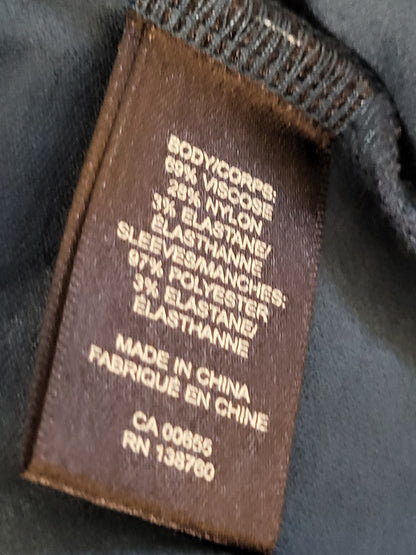 BODY/CORPS:
69% VISCOSE
28% NYLON
3% ELASTANE/
ÉLASTHANNE
SLEEVES/MANCHES:
97% POLYESTER
3% ELASTANE/
ÉLASTHANNE
MADE IN CHINA
FABRIQUÉ EN CHINE
CA 00655
RN 138760